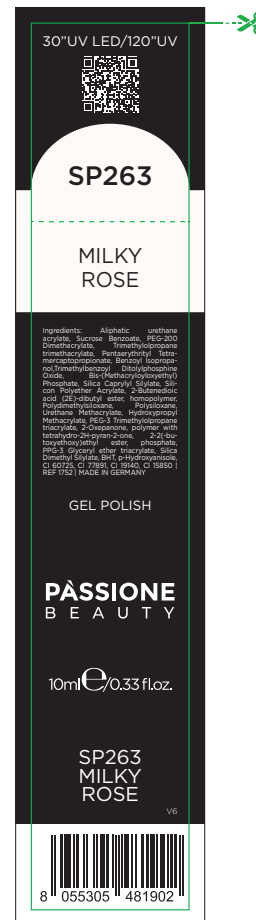 30”UV LED/120”UV
SP263
MILKY
ROSE
Ingredients: Aliphatic urethane
acrylate, Sucrose Benzoate, PEG-200
Dimethacrylate, Trimethylolpropane
trimethacrylate, Pentaerythrityl Tetra-
mercaptopropionate, Benzoyl Isopropa-
nol,Trimethylbenzoyl Ditolylphosphine
Oxide, Bis-(Methacryloyloxyethyl)
Phosphate, Silica Caprylyl Silylate, Sili-
con Polyether Acrylate, 2-Butenedioic
acid (2E)-dibutyl ester, homopolymer,
Polydimethylsiloxane, Polysiloxane,
Urethane Methacrylate, Hydroxypropyl
Methacrylate, PEG-3 Trimethylolpropane
triacrylate, 2-Oxepanone, polymer with
tetrahydro-2H-pyran-2-one, 2-2(-bu-
toxyethoxy)ethyl ester, phosphate,
PPG-3 Glyceryl ether triacrylate, Silica
Dimethyl Silylate, BHT, p-Hydroxyanisole,
CI 60725, CI 77891, CI 19140, CI 15850 |
REF 1752 | MADE IN GERMANY
GEL POLISH
PÀSSIONE
BEAUTY
10ml℮/0.33 fl.oz.
SP263
MILKY
ROSE
V6
8 055305 481902